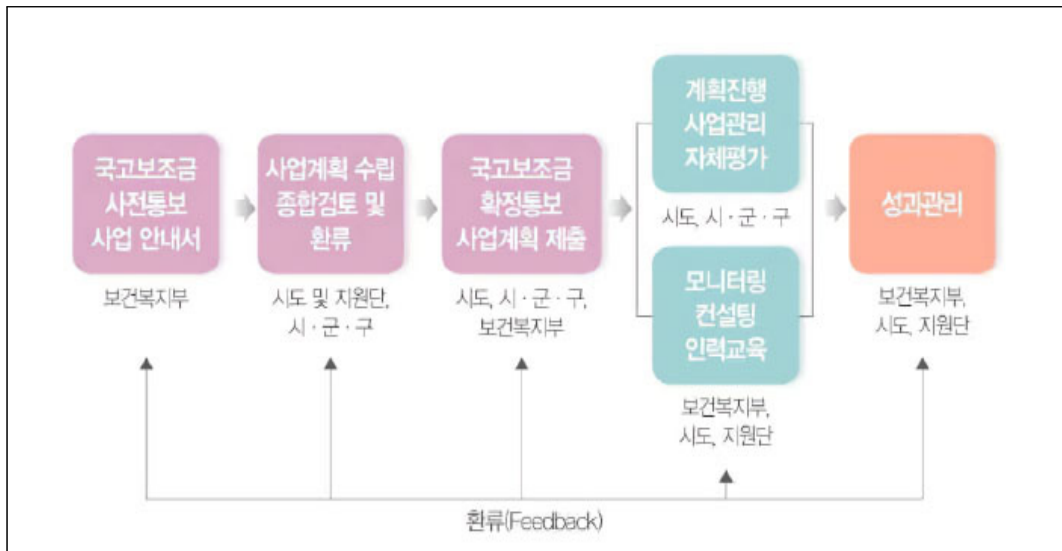 국고보조금
사전통보
사업 안내서
보건복지부
사업계획 수립
종합검토 및
환류
시도 및 지원단,
시·군·구
국고보조금
확정통보
사업계획 제출
시도, 시·군·구,
보건복지부
계획진행
사업관리
자체평가
시도, 시·군·구
모니터링
컨설팅
인력교육
보건복지부,
시도, 지원단
성과관리
보건복지부,
시도, 지원단
환류(Feedback)